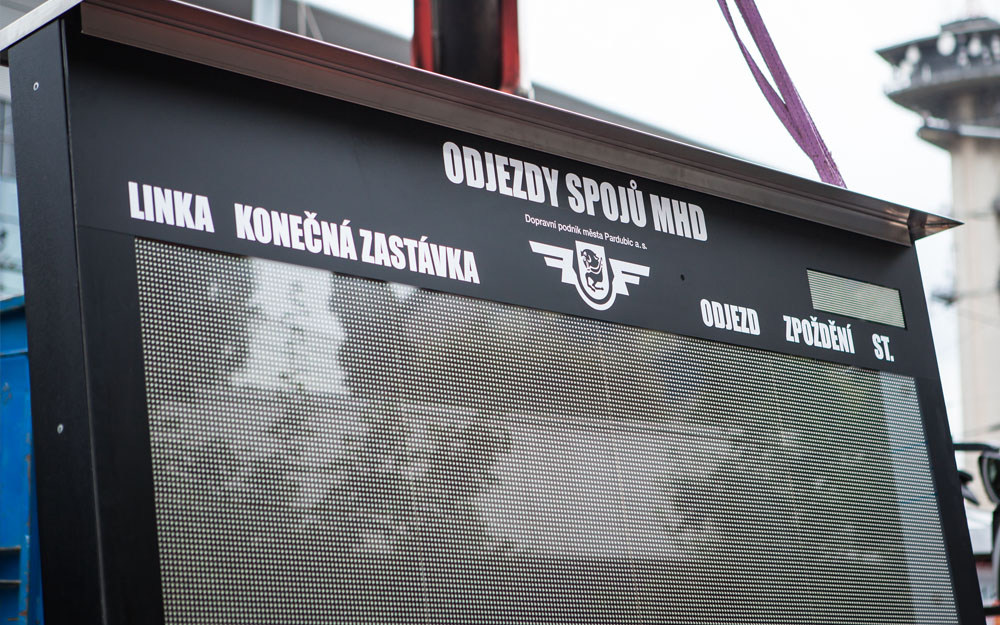 ODJEZDY SPOJŮ MHD
Dopravní podnik města Pardubic a. s.
LINKA KONEČNÁ ZASTÁVKA ODJEZD ZPOŽDĚNÍ ST.